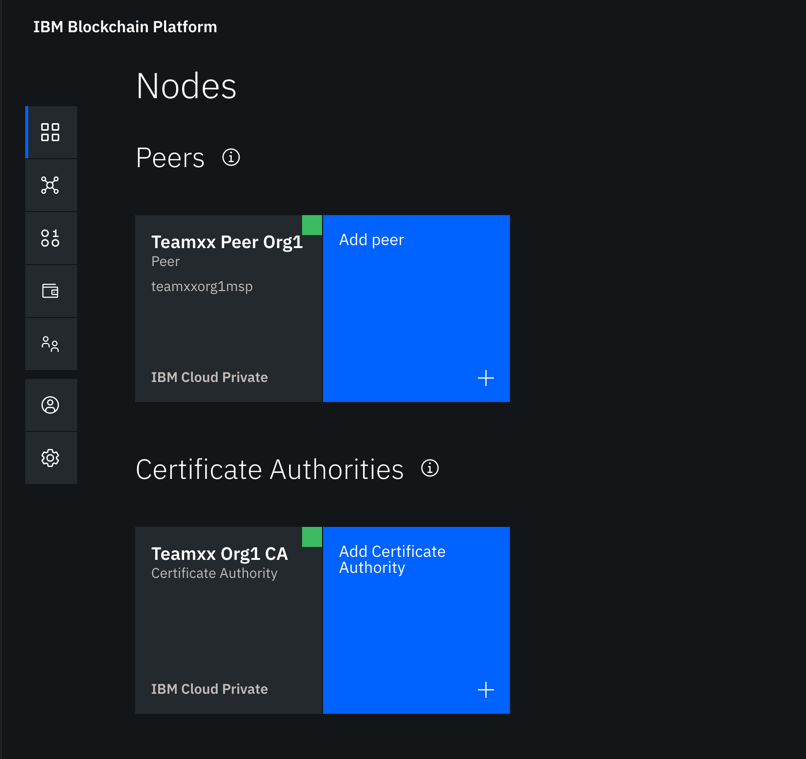 IBM Blockchain Platform
Nodes
Peers
Teamxx Peer Org1
Peer
teamxxorg1msp
IBM Cloud Private
Add peer
Certificate Authorities
Teamxx Org1 CA
Certificate Authority
IBM Cloud Private
Add Certificate
Authority